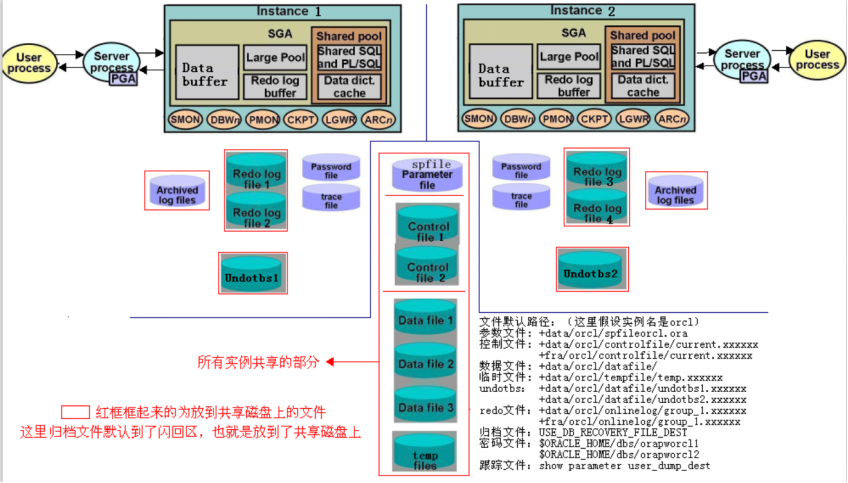 Instance 1
SGA
Shared pool
Data
buffer
Large Pool
Shared SQL
and PL/SQL
Redo log
buffer
Data dict.
cache
User
process
Server
process
PGA
SMON
DBWn
PMON
CKPT
LGWR
ARCn
Instance 2
SGA
Shared pool
Data
buffer
Large Pool
Shared SQL
and PL/SQL
Redo log
buffer
Data dict.
cache
Server
process
PGA
User
process
SMON
DBWn
PMON
CKPT
LGWR
ARCn
Archived
log files
Redo log
file 1
Redo log
file 2
Password
file
trace
file
Undotbs1
spfile
Parameter
file
Control
file 1
Control
file 2
Data file 1
Data file 2
Data file 3
temp
files
Password
file
trace
file
Redo log
file 3
Redo log
file 4
Archived
log files
Undotbs2
所有实例共享的部分
红框框起来的为放到共享磁盘上的文件
这里归档文件默认到了闪回区，也就是放到了共享磁盘上
文件默认路径：（这里假设实例名是orcl）
参数文件：+data/orcl/spfileorcl.ora
控制文件：+data/orcl/controlfile/current.xxxxxx
+fra/orcl/controlfile/current.xxxxxx
数据文件：+data/orcl/datafile/
临时文件：+data/orcl/tempfile/temp.xxxxxx
undotbs：+data/orcl/datafile/undotbs1.xxxxxx
+data/orcl/datafile/undotbs2.xxxxxx
redo文件：+data/orcl/onlinelog/group_1.xxxxxx
+fra/orcl/onlinelog/group_1.xxxxxx
归档文件：USE_DB_RECOVERY_FILE_DEST
密码文件：$ORACLE_HOME/dbs/orapworcl1
$ORACLE_HOME/dbs/orapworcl2
跟踪文件：show parameter user_dump_dest